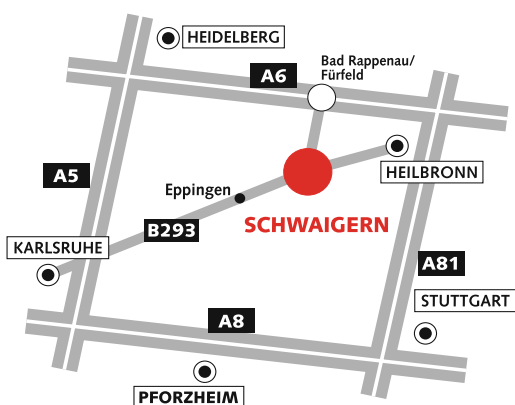 HEIDELBERG
Bad Rappenau/
Fürfeld
A6
HEILBRONN
A5
Eppingen
SCHWAIGERN
B293
KARLSRUHE
A81
STUTTGART
A8
PFORZHEIM